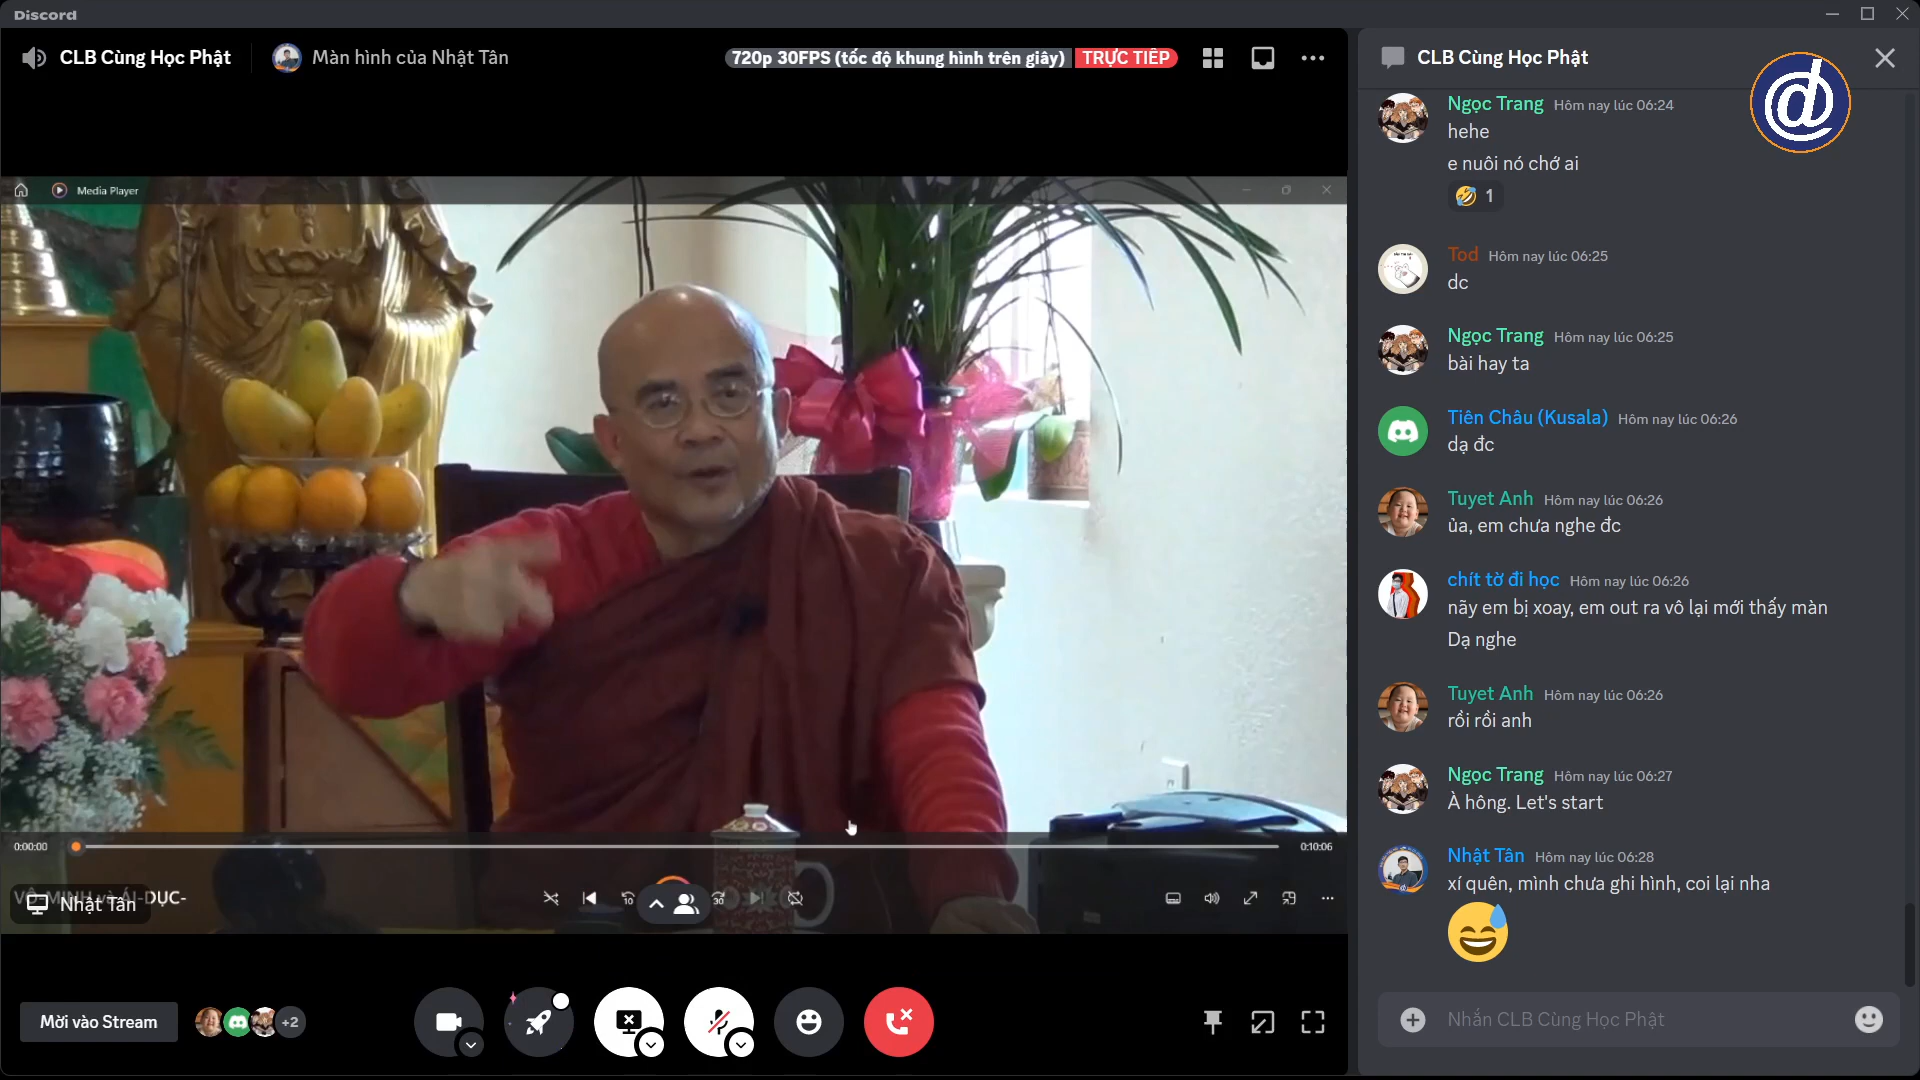 Discord
CLB Cùng Học Phật
Màn hình của Nhật Tân
720p 30FPS (tốc độ khung hình trên giây)
TRỰC TIẾP
Media Player
0:00:00
0:10:06
VÔ-MINH và ÁI-DỤC-
Nhật Tân
10
30
Mời vào Stream
+2
CLB Cùng Học Phật
Ngọc Trang Hôm nay lúc 06:24
hehe
e nuôi nó chớ ai
1
Tod Hôm nay lúc 06:25
dc
Ngọc Trang Hôm nay lúc 06:25
bài hay ta
Tiên Châu (Kusala) Hôm nay lúc 06:26
dạ đc
Tuyet Anh Hôm nay lúc 06:26
ủa, em chưa nghe đc
chít tờ đi học Hôm nay lúc 06:26
nãy em bị xoay, em out ra vô lại mới thấy màn
Dạ nghe
Tuyet Anh Hôm nay lúc 06:26
rồi rồi anh
Ngọc Trang Hôm nay lúc 06:27
À hông. Let's start
Nhật Tân Hôm nay lúc 06:28
xí quên, mình chưa ghi hình, coi lại nha
Nhắn CLB Cùng Học Phật